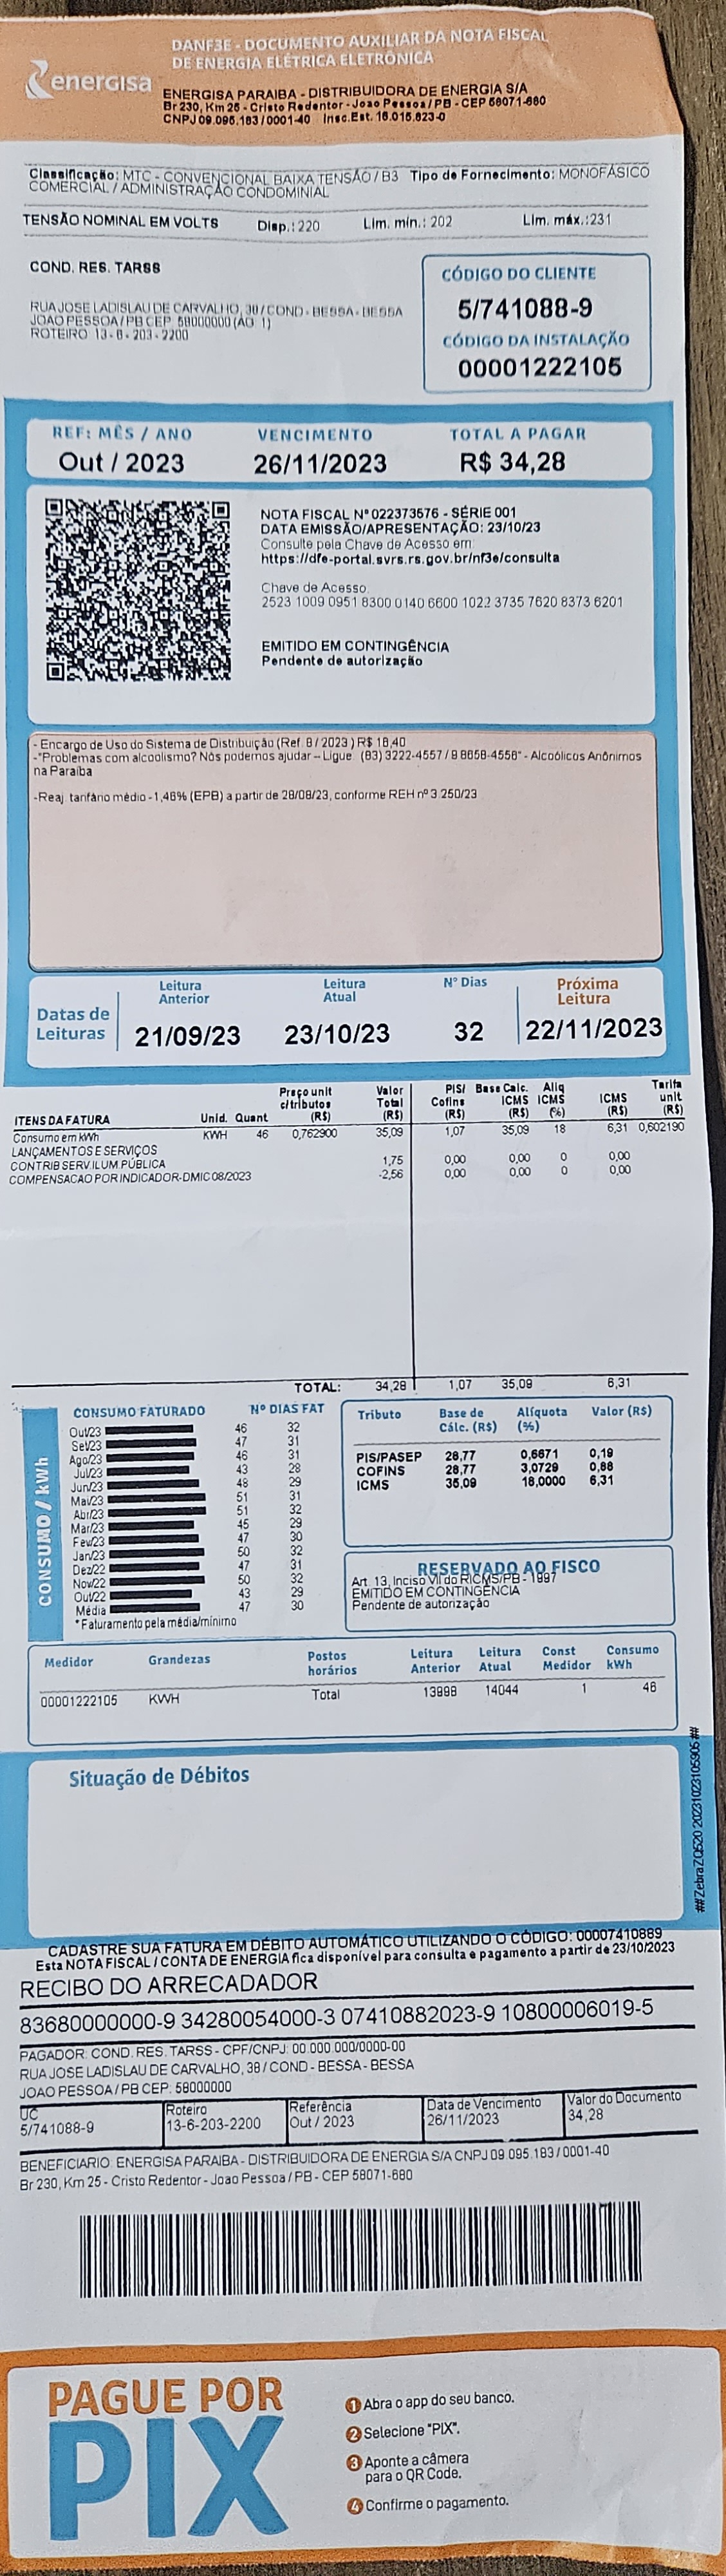 DANF3E - DOCUMENTO AUXILIAR DA NOTA FISCAL
DE ENERGIA ELÉTRICA ELETRÔNICA
energisa
ENERGISA PARAIBA - DISTRIBUIDORA DE ENERGIA S/A
Br 230, Km 25 - Cristo Redentor - Joao Pessoa / PB - CEP 58071-680
CNPJ 09.095.183 / 0001-40 Insc.Est. 16.015.823-0
Classificação: MTC - CONVENCIONAL BAIXA TENSÃO / B3 Tipo de Fornecimento: MONOFÁSICO
COMERCIAL / ADMINISTRAÇÃO CONDOMINIAL
TENSÃO NOMINAL EM VOLTS Disp.: 220 Lim. mín.: 202 Lim. máx.: 231
COND. RES. TARSS
RUA JOSE LADISLAU DE CARVALHO, 38 / COND - BESSA - BESSA
JOAO PESSOA / PB CEP: 58000000 (AG: 1)
ROTEIRO: 13 - 6 - 203 - 2200
CÓDIGO DO CLIENTE
5/741088-9
CÓDIGO DA INSTALAÇÃO
00001222105
REF: MÊS / ANO VENCIMENTO TOTAL A PAGAR
Out / 2023 26/11/2023 R$ 34,28
NOTA FISCAL Nº 022373576 - SÉRIE 001
DATA EMISSÃO/APRESENTAÇÃO: 23/10/23
Consulte pela Chave de Acesso em:
https://dfe-portal.svrs.rs.gov.br/nf3e/consulta
Chave de Acesso:
2523 1009 0951 8300 0140 6600 1022 3735 7620 8373 6201
EMITIDO EM CONTINGÊNCIA
Pendente de autorização
- Encargo de Uso do Sistema de Distribuição (Ref. 8 / 2023 ) R$ 18,40
-"Problemas com alcoolismo? Nós podemos ajudar – Ligue: (83) 3222-4557 / 9 8858-4558" - Alcoólicos Anônimos
na Paraíba
-Reaj. tarifário médio -1,48% (EPB) a partir de 28/08/23, conforme REH nº 3.250/23
Datas de Leituras
Leitura Anterior Leitura Atual Nº Dias Próxima Leitura
21/09/23 23/10/23 32 22/11/2023
ITENS DA FATURA Unid. Quant Preço unit c/tributos (R$) Valor Total (R$) PIS/ Cofins (R$) Base Calc. ICMS (R$) Aliq ICMS (%) ICMS (R$) Tarifa unit (R$)
Consumo em kWh KWH 46 0,762900 35,09 1,07 35,09 18 6,31 0,602190
LANÇAMENTOS E SERVIÇOS
CONTRIB SERV.ILUM PÚBLICA 1,75 0,00 0,00 0 0,00
COMPENSACAO POR INDICADOR-DMIC 08/2023 -2,56 0,00 0,00 0 0,00
TOTAL: 34,28 1,07 35,09 6,31
CONSUMO / kWh
CONSUMO FATURADO Nº DIAS FAT
Out/23 46 32
Set/23 47 31
Ago/23 46 31
Jul/23 43 28
Jun/23 48 29
Mai/23 51 31
Abr/23 51 32
Mar/23 45 29
Fev/23 47 30
Jan/23 50 32
Dez/22 47 31
Nov/22 50 32
Out/22 43 29
Média 47 30
*Faturamento pela média/mínimo
Tributo Base de Cálc. (R$) Alíquota (%) Valor (R$)
PIS/PASEP 28,77 0,6671 0,19
COFINS 28,77 3,0729 0,88
ICMS 35,09 18,0000 6,31
RESERVADO AO FISCO
Art. 13, Inciso VII do RICMS/PB - 1997
EMITIDO EM CONTINGÊNCIA
Pendente de autorização
Medidor Grandezas Postos horários Leitura Anterior Leitura Atual Const Medidor Consumo kWh
00001222105 KWH Total 13998 14044 1 46
Situação de Débitos
##ZebraZQ520 20231023105905 ##
CADASTRE SUA FATURA EM DÉBITO AUTOMÁTICO UTILIZANDO O CÓDIGO: 00007410889
Esta NOTA FISCAL / CONTA DE ENERGIA fica disponível para consulta e pagamento a partir de 23/10/2023
RECIBO DO ARRECADADOR
83680000000-9 34280054000-3 07410882023-9 10800006019-5
PAGADOR: COND. RES. TARSS - CPF/CNPJ: 00.000.000/0000-00
RUA JOSE LADISLAU DE CARVALHO, 38 / COND - BESSA - BESSA
JOAO PESSOA / PB CEP: 58000000
UC Roteiro Referência Data de Vencimento Valor do Documento
5/741088-9 13-6-203-2200 Out / 2023 26/11/2023 34,28
BENEFICIARIO: ENERGISA PARAIBA - DISTRIBUIDORA DE ENERGIA S/A CNPJ 09.095.183 / 0001-40
Br 230, Km 25 - Cristo Redentor - Joao Pessoa / PB - CEP 58071-680
PAGUE POR
PIX
1 Abra o app do seu banco.
2 Selecione "PIX".
3 Aponte a câmera
para o QR Code.
4 Confirme o pagamento.